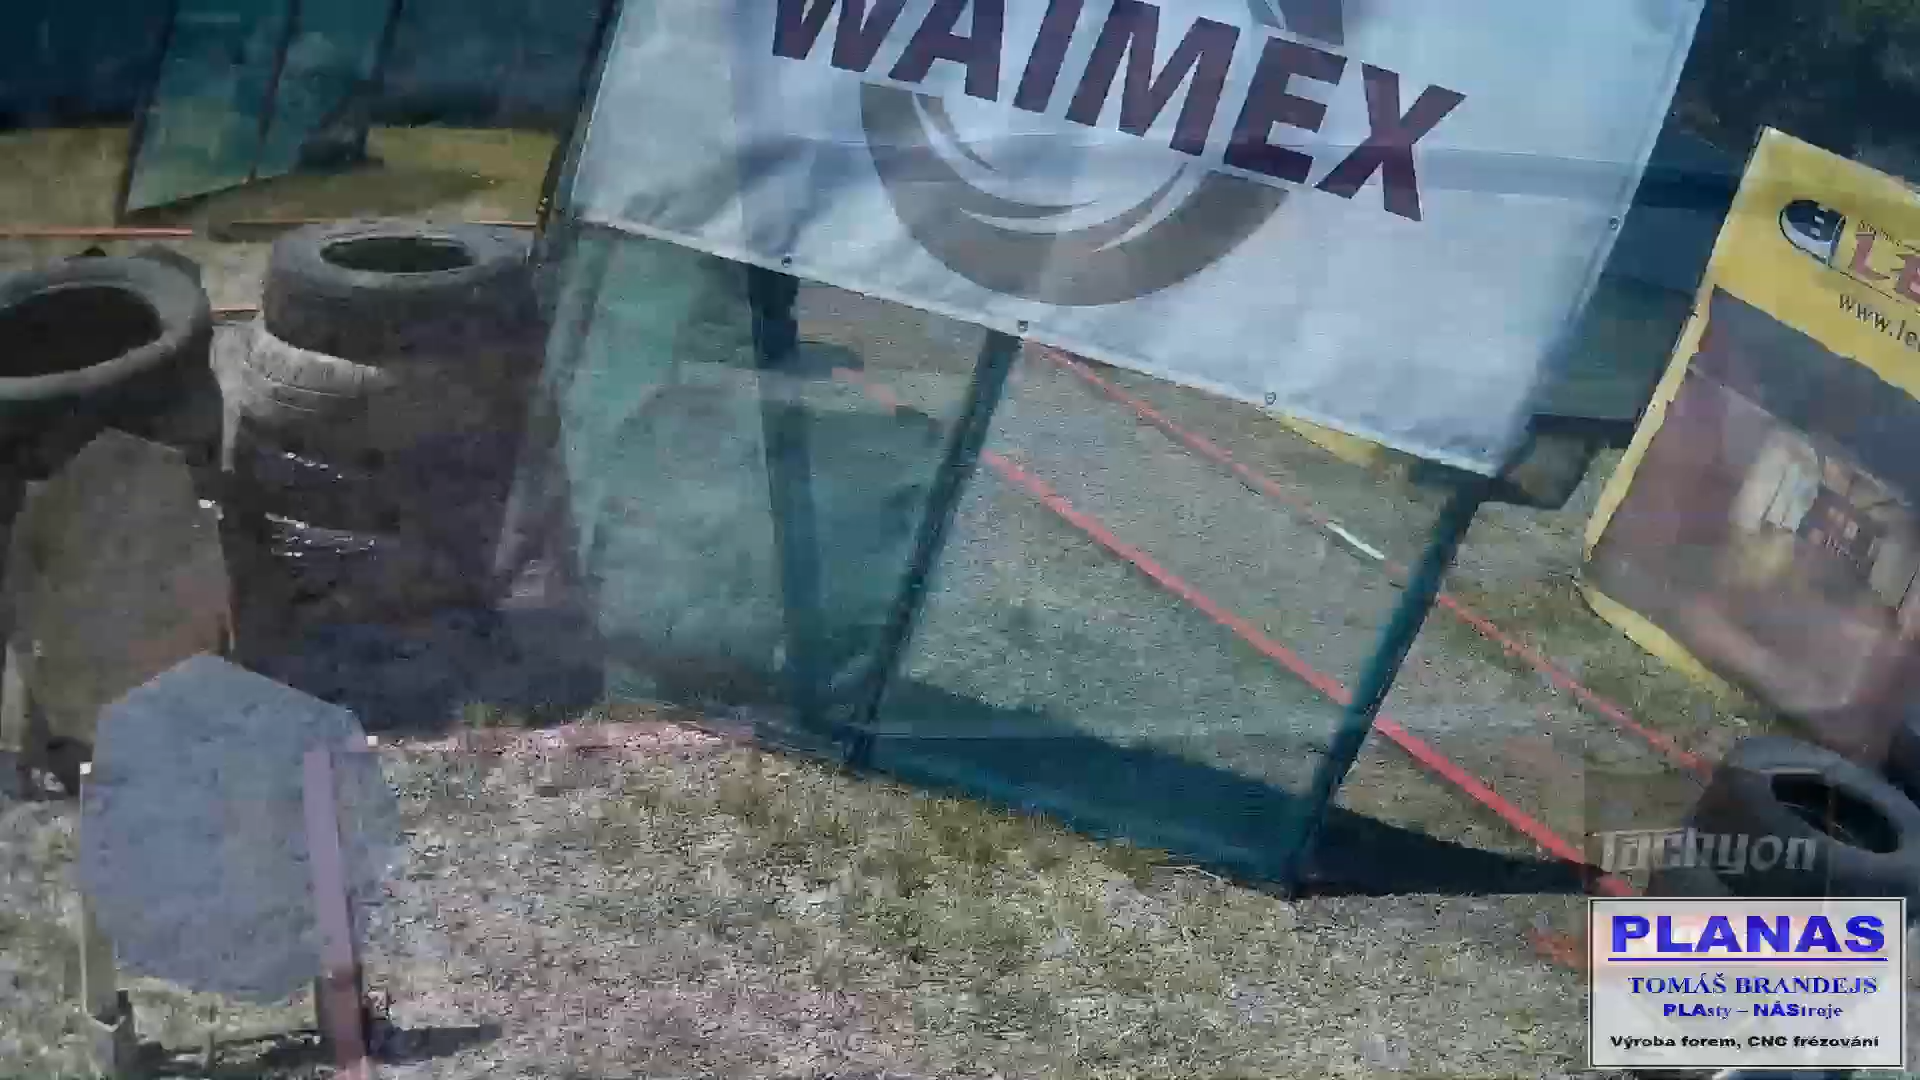 WAIMEX
www.le
Tachyon
PLANAS
TOMÁŠ BRANDEJS
PLAsty – NÁStroje
Výroba forem, CNC frézování